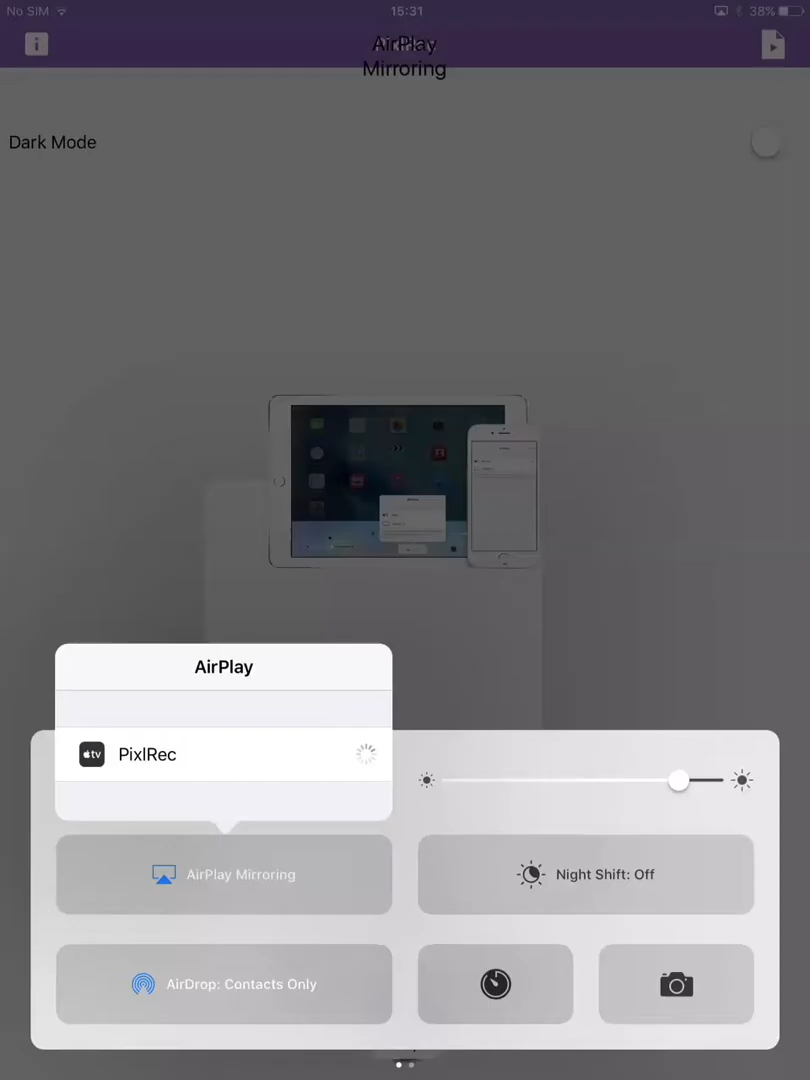 No SIM
15:31
38%
AirPlay
Mirroring
Dark Mode
AirPlay
tv
PixlRec
AirPlay Mirroring
Night Shift: Off
AirDrop: Contacts Only